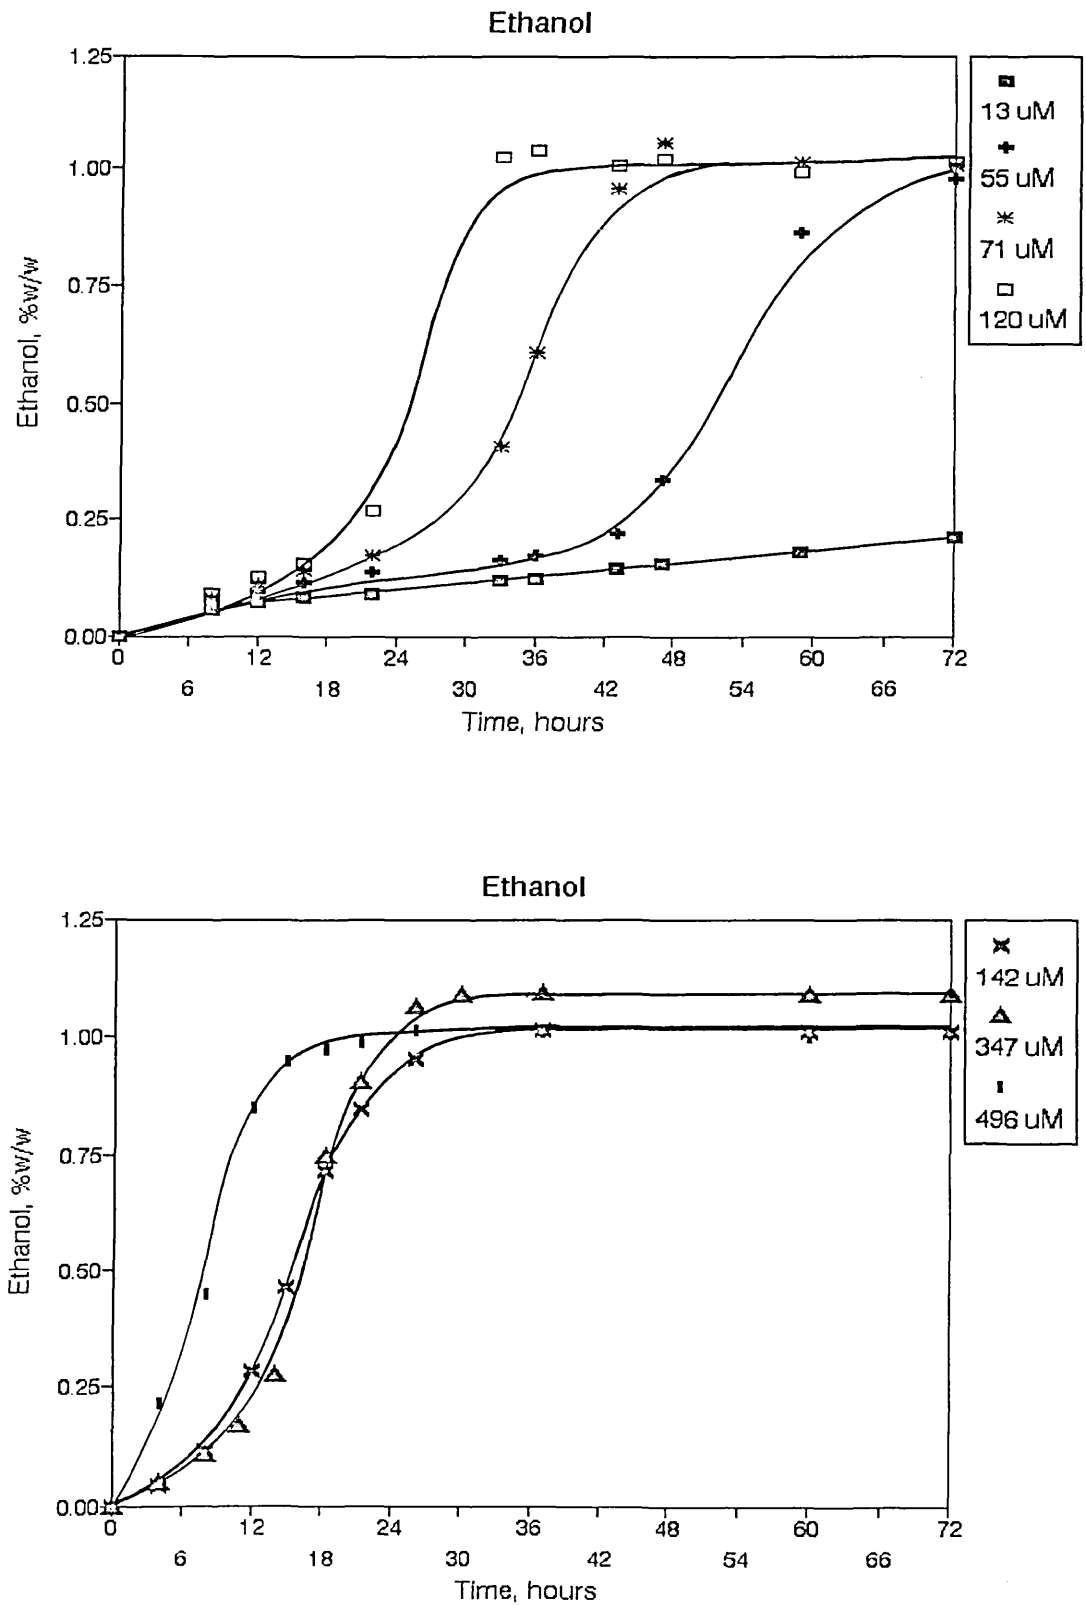 Ethanol
1.25
1.00
0.75
0.50
0.25
0.00
Ethanol, %w/w
0 12 24 36 48 60 72
6 18 30 42 54 66
Time, hours
13 uM
55 uM
71 uM
120 uM
Ethanol
1.25
1.00
0.75
0.50
0.25
0.00
Ethanol, %w/w
0 12 24 36 48 60 72
6 18 30 42 54 66
Time, hours
142 uM
347 uM
496 uM